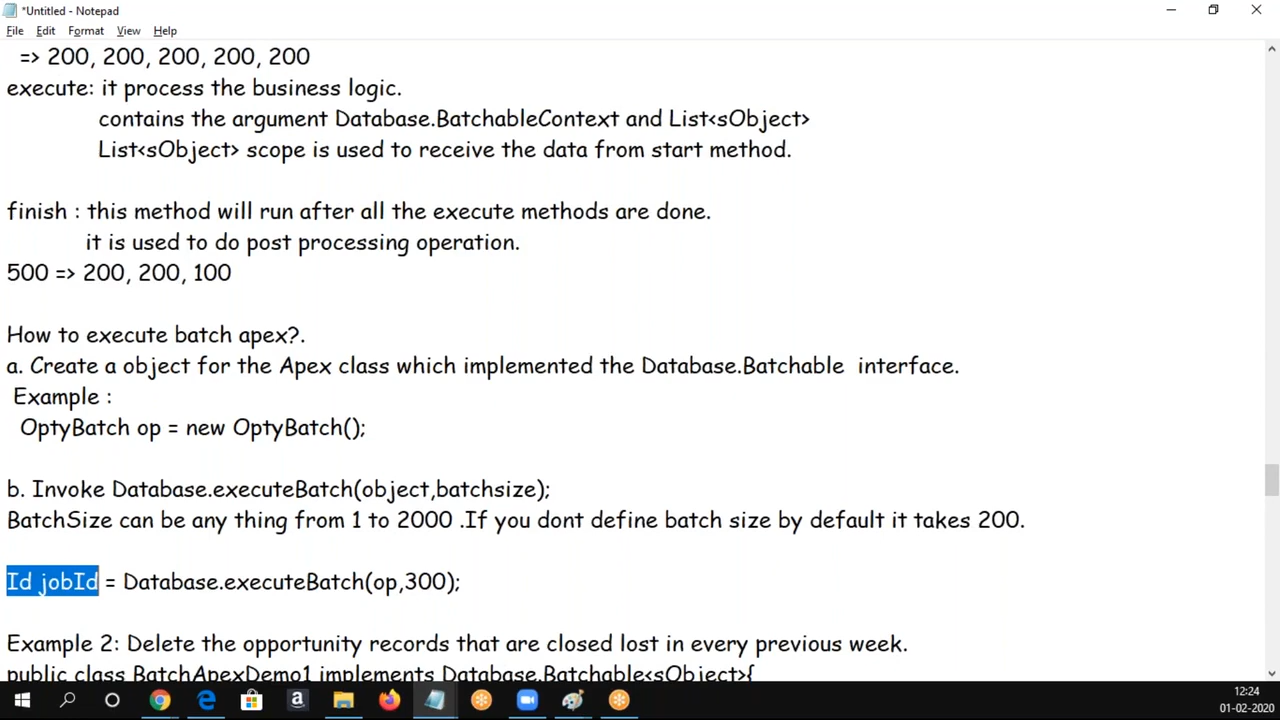 *Untitled - Notepad
File Edit Format View Help
=> 200, 200, 200, 200, 200
execute: it process the business logic.
contains the argument Database.BatchableContext and List<sObject>
List<sObject> scope is used to receive the data from start method.
finish : this method will run after all the execute methods are done.
it is used to do post processing operation.
500 => 200, 200, 100
How to execute batch apex?.
a. Create a object for the Apex class which implemented the Database.Batchable  interface.
Example :
OptyBatch op = new OptyBatch();
b. Invoke Database.executeBatch(object,batchsize);
BatchSize can be any thing from 1 to 2000 .If you dont define batch size by default it takes 200.
Id jobId = Database.executeBatch(op,300);
Example 2: Delete the opportunity records that are closed lost in every previous week.
public class BatchApexDemo1 implements Database.Batchable<sObject>{
12:24
01-02-2020